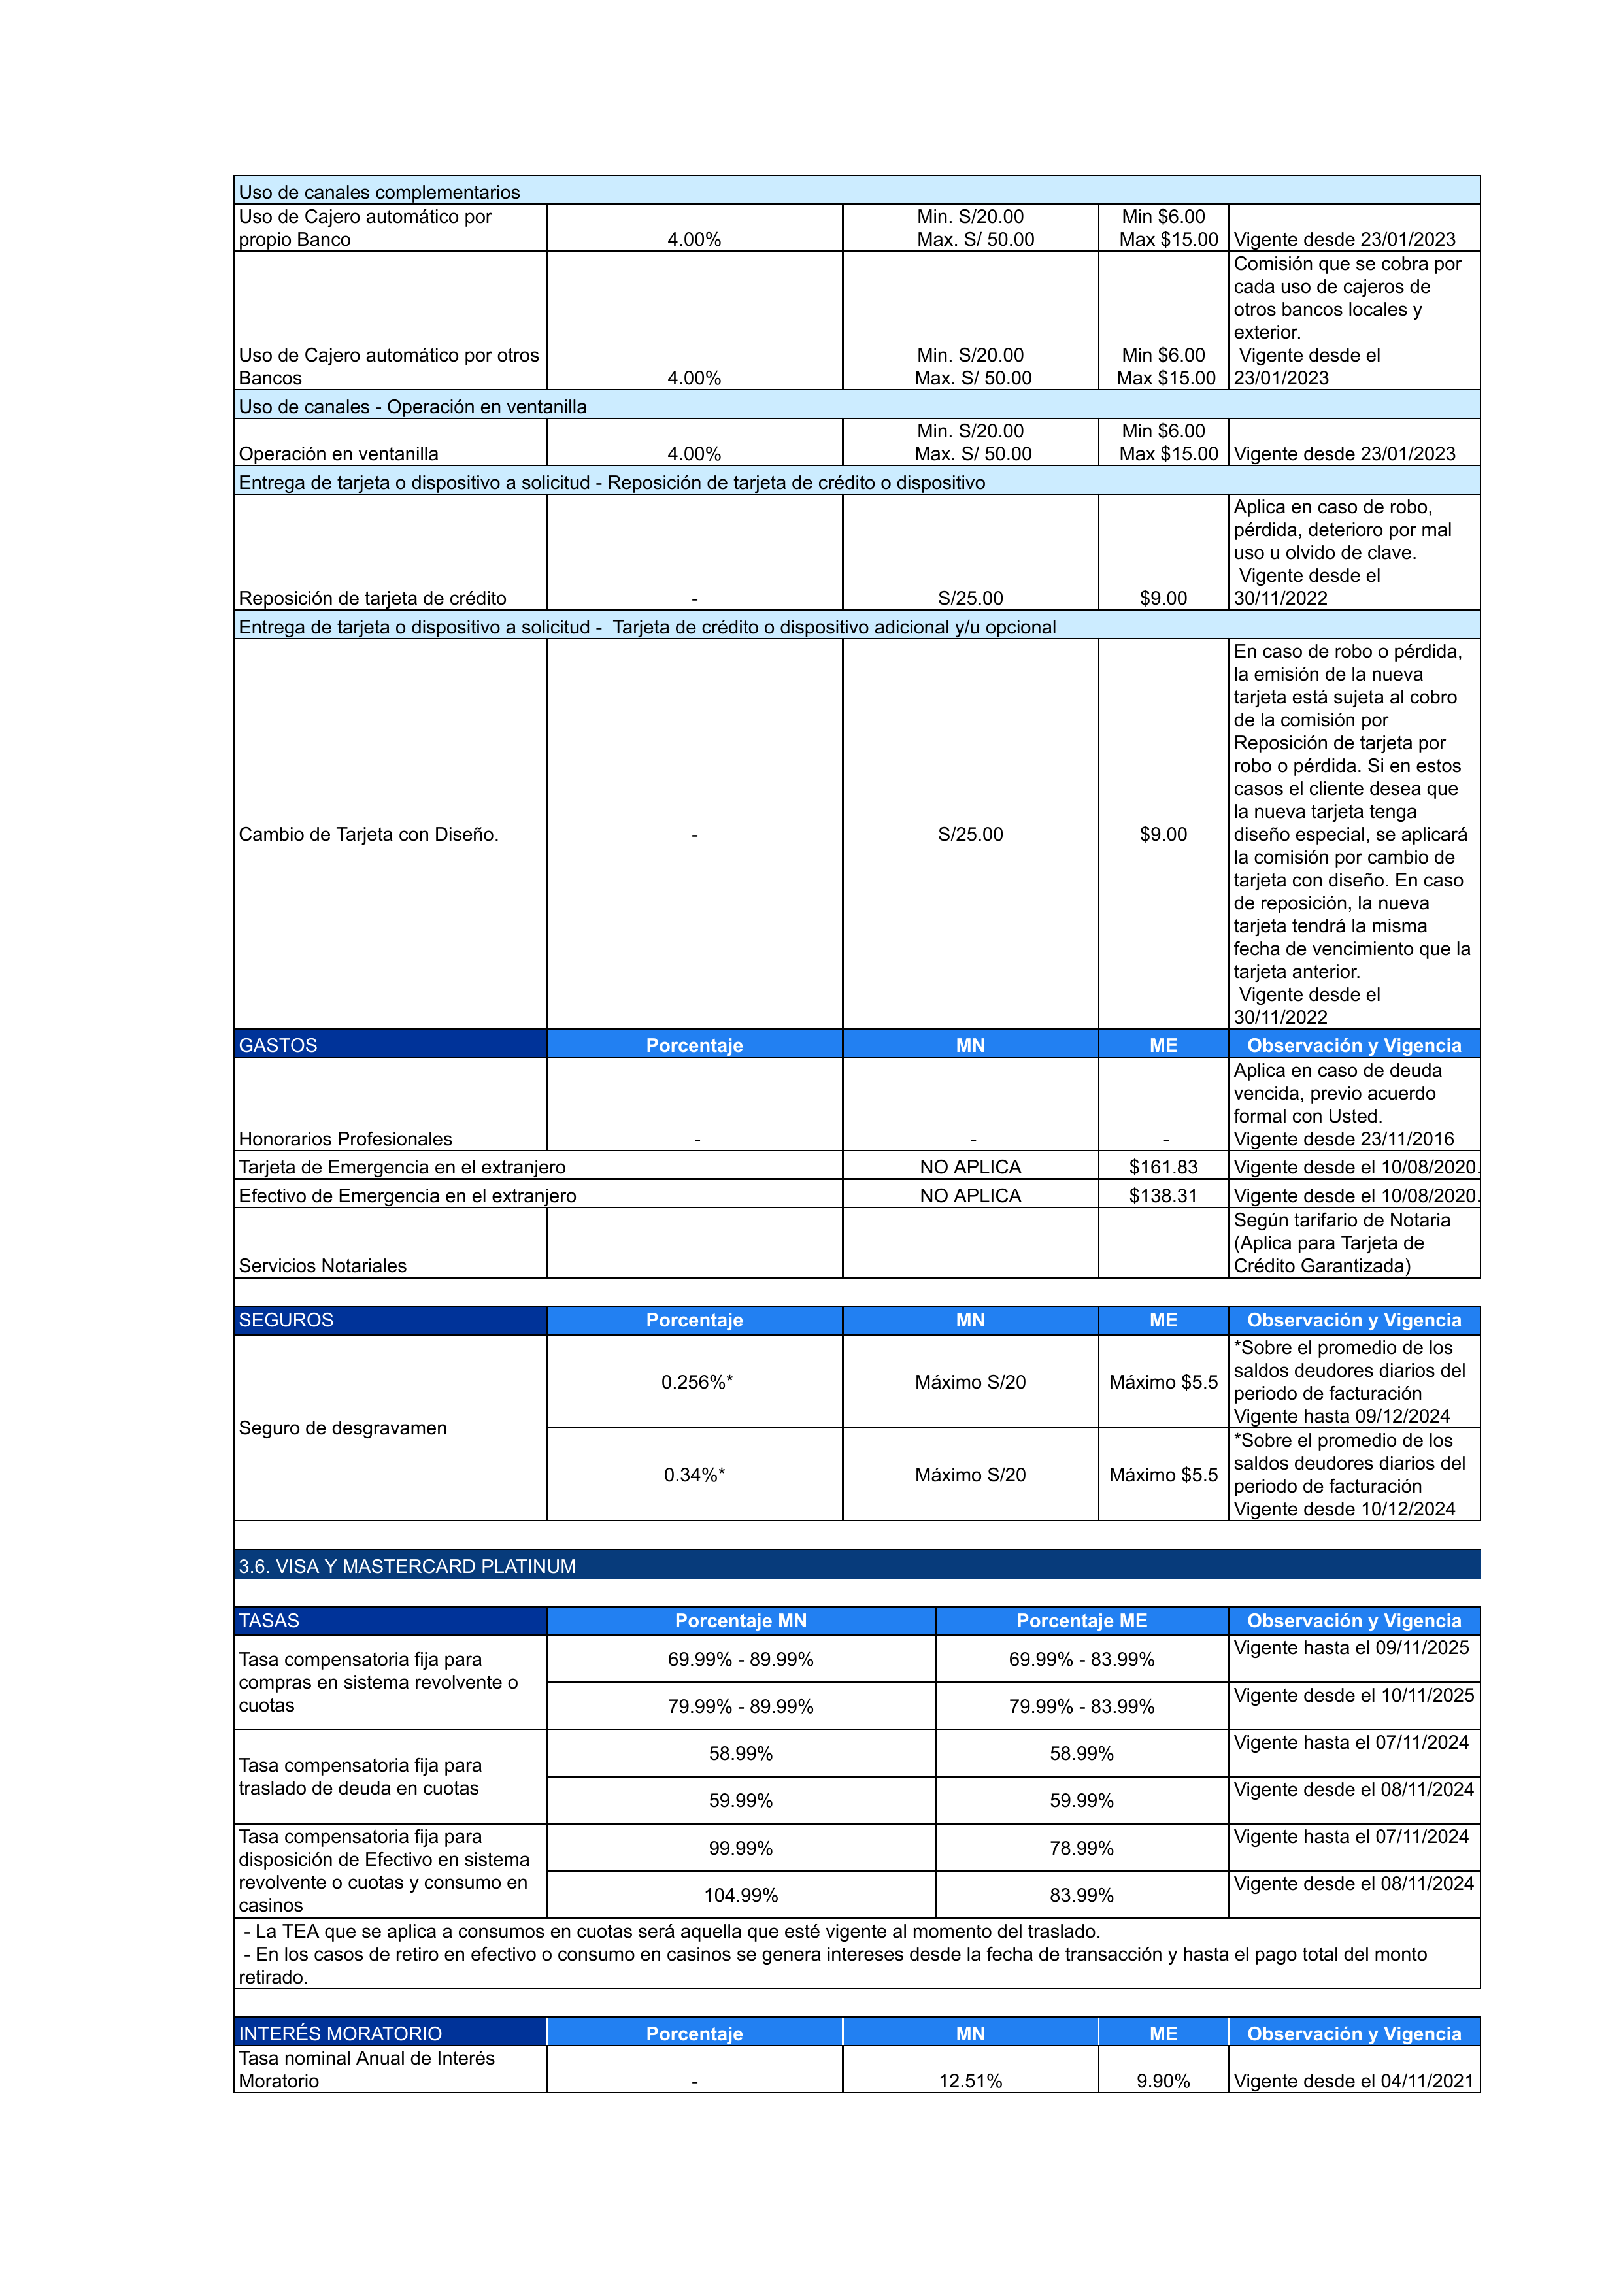 Uso de canales complementarios
Uso de Cajero automático por
propio Banco
4.00%
Min. S/20.00
Max. S/ 50.00
Min $6.00
Max $15.00
Vigente desde 23/01/2023
Uso de Cajero automático por otros
Bancos
4.00%
Min. S/20.00
Max. S/ 50.00
Min $6.00
Max $15.00
Comisión que se cobra por
cada uso de cajeros de
otros bancos locales y
exterior.
Vigente desde el
23/01/2023
Uso de canales - Operación en ventanilla
Operación en ventanilla
4.00%
Min. S/20.00
Max. S/ 50.00
Min $6.00
Max $15.00
Vigente desde 23/01/2023
Entrega de tarjeta o dispositivo a solicitud - Reposición de tarjeta de crédito o dispositivo
Reposición de tarjeta de crédito
-
S/25.00
$9.00
Aplica en caso de robo,
pérdida, deterioro por mal
uso u olvido de clave.
Vigente desde el
30/11/2022
Entrega de tarjeta o dispositivo a solicitud -  Tarjeta de crédito o dispositivo adicional y/u opcional
Cambio de Tarjeta con Diseño.
-
S/25.00
$9.00
En caso de robo o pérdida,
la emisión de la nueva
tarjeta está sujeta al cobro
de la comisión por
Reposición de tarjeta por
robo o pérdida. Si en estos
casos el cliente desea que
la nueva tarjeta tenga
diseño especial, se aplicará
la comisión por cambio de
tarjeta con diseño. En caso
de reposición, la nueva
tarjeta tendrá la misma
fecha de vencimiento que la
tarjeta anterior.
Vigente desde el
30/11/2022
GASTOS
Porcentaje
MN
ME
Observación y Vigencia
Honorarios Profesionales
-
-
-
Aplica en caso de deuda
vencida, previo acuerdo
formal con Usted.
Vigente desde 23/11/2016
Tarjeta de Emergencia en el extranjero
NO APLICA
$161.83
Vigente desde el 10/08/2020.
Efectivo de Emergencia en el extranjero
NO APLICA
$138.31
Vigente desde el 10/08/2020.
Servicios Notariales
Según tarifario de Notaria
(Aplica para Tarjeta de
Crédito Garantizada)
SEGUROS
Porcentaje
MN
ME
Observación y Vigencia
Seguro de desgravamen
0.256%*
Máximo S/20
Máximo $5.5
*Sobre el promedio de los
saldos deudores diarios del
periodo de facturación
Vigente hasta 09/12/2024
0.34%*
Máximo S/20
Máximo $5.5
*Sobre el promedio de los
saldos deudores diarios del
periodo de facturación
Vigente desde 10/12/2024
3.6. VISA Y MASTERCARD PLATINUM
TASAS
Porcentaje MN
Porcentaje ME
Observación y Vigencia
Tasa compensatoria fija para
compras en sistema revolvente o
cuotas
69.99% - 89.99%
69.99% - 83.99%
Vigente hasta el 09/11/2025
79.99% - 89.99%
79.99% - 83.99%
Vigente desde el 10/11/2025
Tasa compensatoria fija para
traslado de deuda en cuotas
58.99%
58.99%
Vigente hasta el 07/11/2024
59.99%
59.99%
Vigente desde el 08/11/2024
Tasa compensatoria fija para
disposición de Efectivo en sistema
revolvente o cuotas y consumo en
casinos
99.99%
78.99%
Vigente hasta el 07/11/2024
104.99%
83.99%
Vigente desde el 08/11/2024
- La TEA que se aplica a consumos en cuotas será aquella que esté vigente al momento del traslado.
- En los casos de retiro en efectivo o consumo en casinos se genera intereses desde la fecha de transacción y hasta el pago total del monto
retirado.
INTERÉS MORATORIO
Porcentaje
MN
ME
Observación y Vigencia
Tasa nominal Anual de Interés
Moratorio
-
12.51%
9.90%
Vigente desde el 04/11/2021